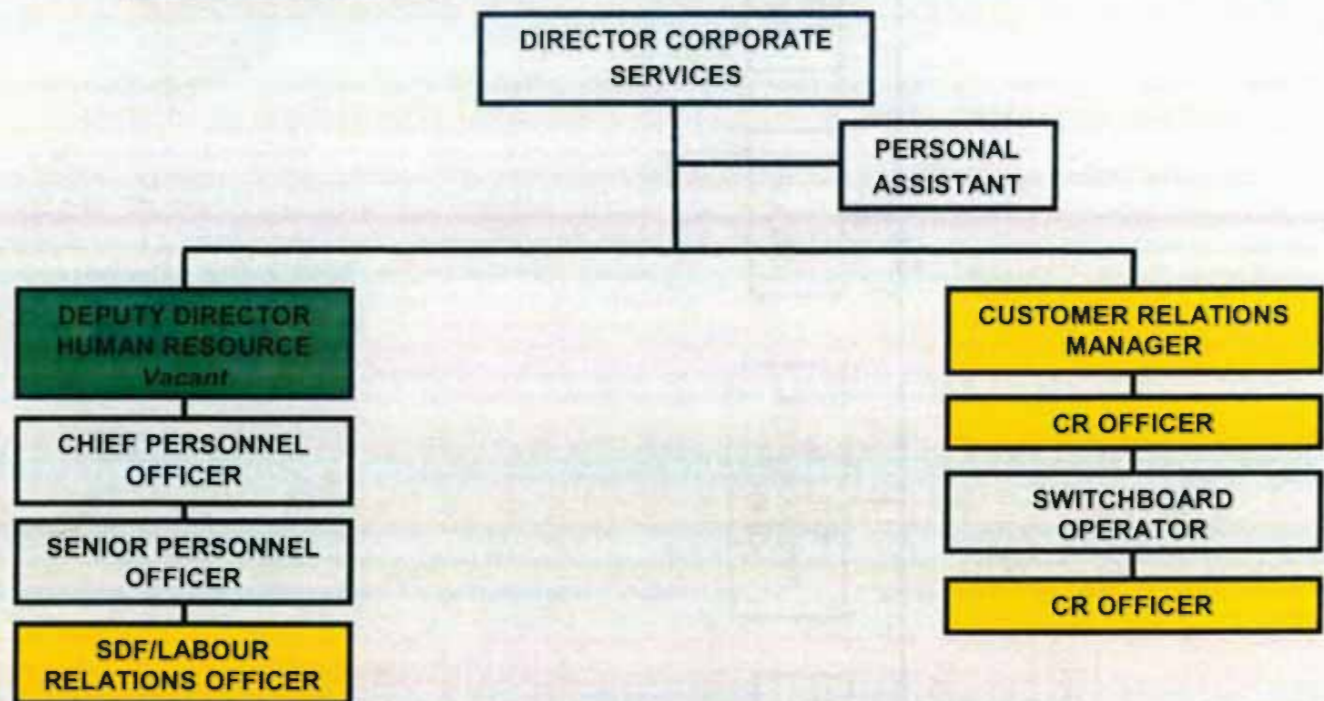 DIRECTOR CORPORATE
SERVICES
PERSONAL
ASSISTANT
DEPUTY DIRECTOR
HUMAN RESOURCE
Vacant
CHIEF PERSONNEL
OFFICER
SENIOR PERSONNEL
OFFICER
SDF/LABOUR
RELATIONS OFFICER
CUSTOMER RELATIONS
MANAGER
CR OFFICER
SWITCHBOARD
OPERATOR
CR OFFICER